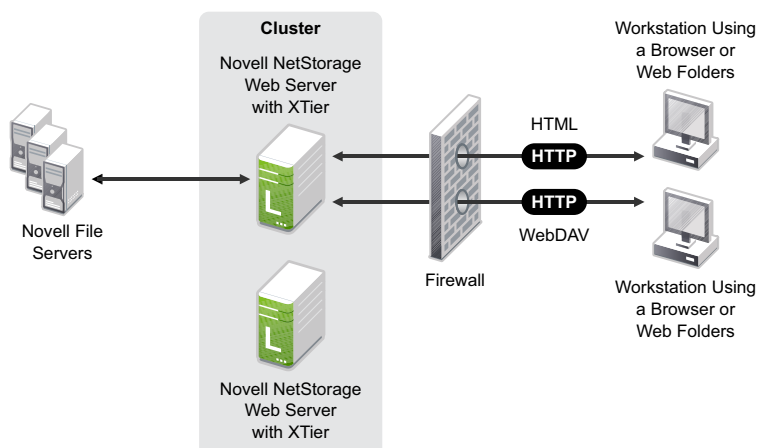 Cluster
Novell NetStorage
Web Server
with XTier
Workstation Using
a Browser or
Web Folders
HTML
HTTP
HTTP
WebDAV
Novell File
Servers
L
Firewall
Workstation Using
a Browser or
Web Folders
L
Novell NetStorage
Web Server
with XTier